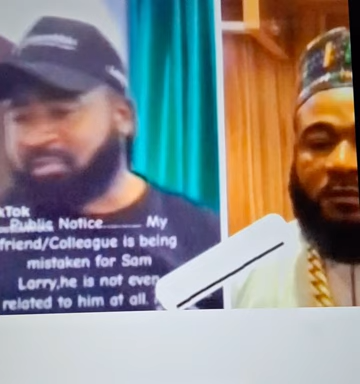 kTok
Public Notice......... My
friend/Colleague is being
mistaken for Sam
Larry,he is not even
related to him at all.